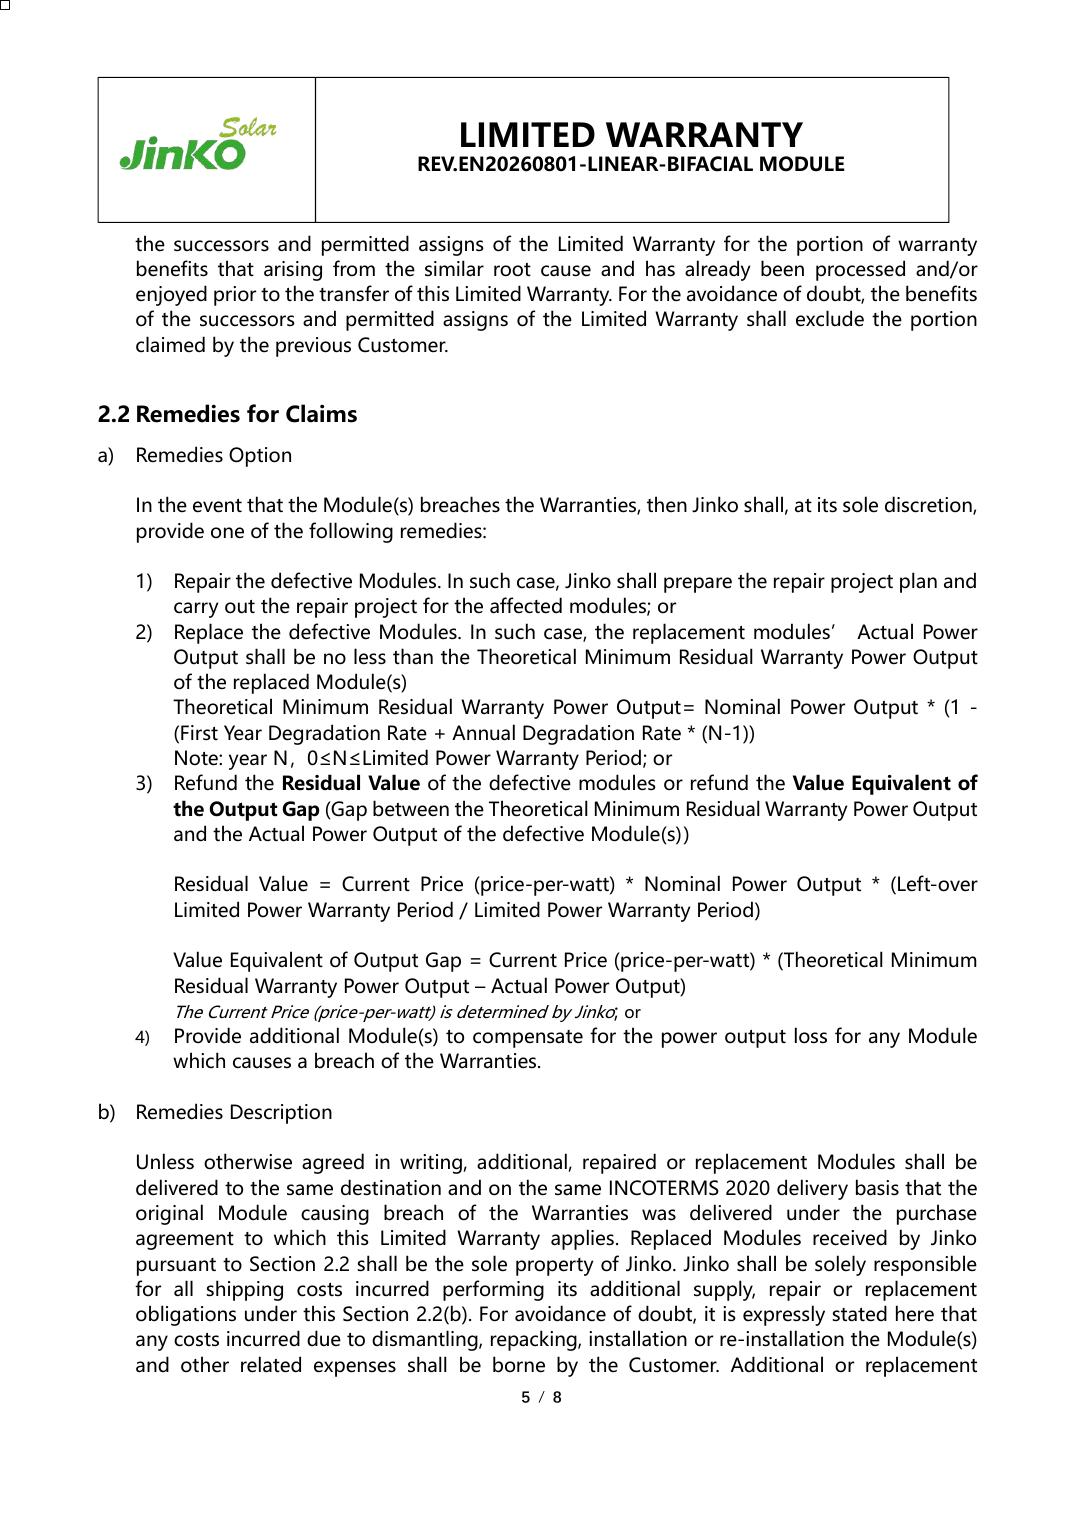 Solar
JinKO
LIMITED WARRANTY
REV.EN20260801-LINEAR-BIFACIAL MODULE
the successors and permitted assigns of the Limited Warranty for the portion of warranty
benefits that arising from the similar root cause and has already been processed and/or
enjoyed prior to the transfer of this Limited Warranty. For the avoidance of doubt, the benefits
of the successors and permitted assigns of the Limited Warranty shall exclude the portion
claimed by the previous Customer.
2.2 Remedies for Claims
a) Remedies Option
In the event that the Module(s) breaches the Warranties, then Jinko shall, at its sole discretion,
provide one of the following remedies:
1) Repair the defective Modules. In such case, Jinko shall prepare the repair project plan and
carry out the repair project for the affected modules; or
2) Replace the defective Modules. In such case, the replacement modules’ Actual Power
Output shall be no less than the Theoretical Minimum Residual Warranty Power Output
of the replaced Module(s)
Theoretical Minimum Residual Warranty Power Output= Nominal Power Output * (1 -
(First Year Degradation Rate + Annual Degradation Rate * (N-1))
Note: year N，0≤N≤Limited Power Warranty Period; or
3) Refund the Residual Value of the defective modules or refund the Value Equivalent of
the Output Gap (Gap between the Theoretical Minimum Residual Warranty Power Output
and the Actual Power Output of the defective Module(s))
Residual Value = Current Price (price-per-watt) * Nominal Power Output * (Left-over
Limited Power Warranty Period / Limited Power Warranty Period)
Value Equivalent of Output Gap = Current Price (price-per-watt) * (Theoretical Minimum
Residual Warranty Power Output – Actual Power Output)
The Current Price (price-per-watt) is determined by Jinko; or
4) Provide additional Module(s) to compensate for the power output loss for any Module
which causes a breach of the Warranties.
b) Remedies Description
Unless otherwise agreed in writing, additional, repaired or replacement Modules shall be
delivered to the same destination and on the same INCOTERMS 2020 delivery basis that the
original Module causing breach of the Warranties was delivered under the purchase
agreement to which this Limited Warranty applies. Replaced Modules received by Jinko
pursuant to Section 2.2 shall be the sole property of Jinko. Jinko shall be solely responsible
for all shipping costs incurred performing its additional supply, repair or replacement
obligations under this Section 2.2(b). For avoidance of doubt, it is expressly stated here that
any costs incurred due to dismantling, repacking, installation or re-installation the Module(s)
and other related expenses shall be borne by the Customer. Additional or replacement
5 / 8